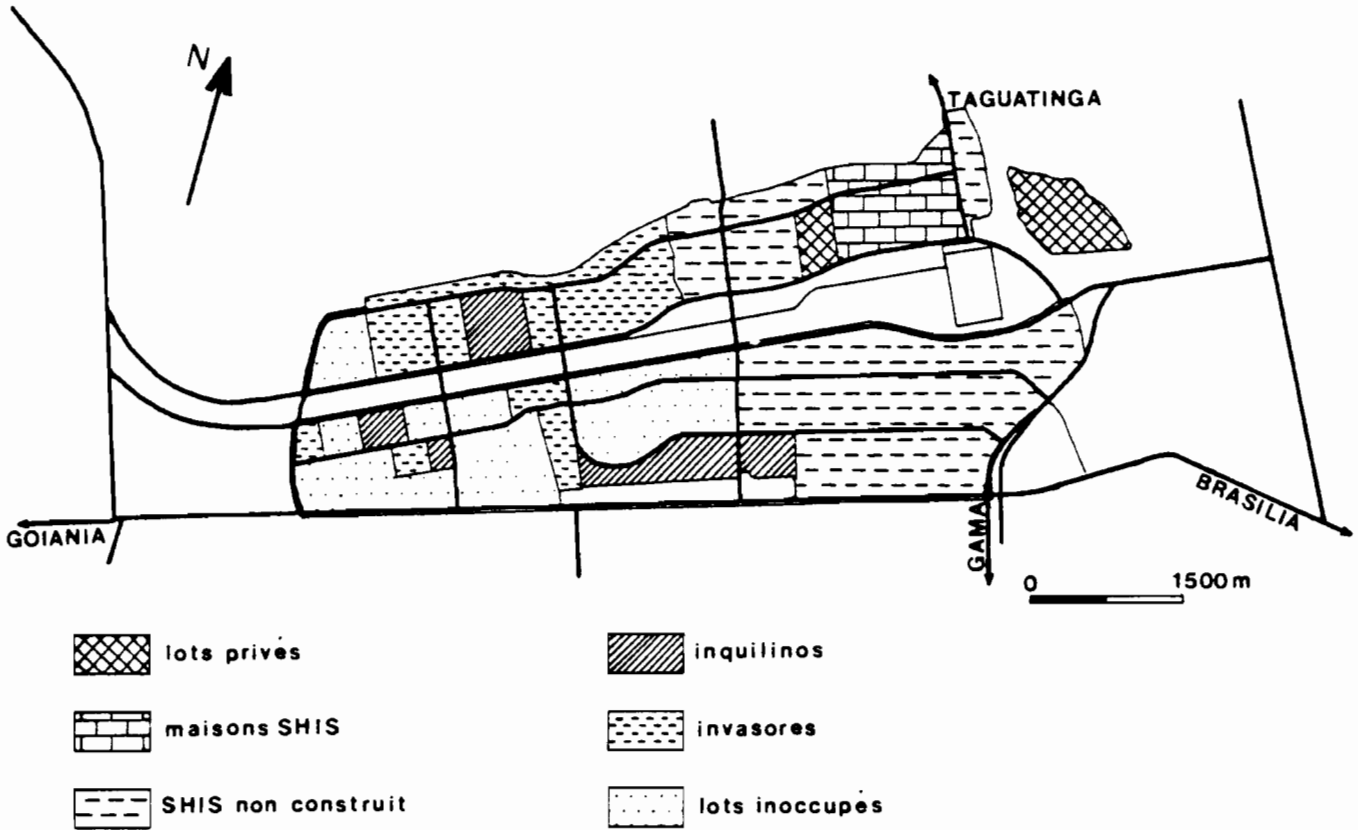 N
TAGUATINGA
GOIANIA
GAMA
BRASILIA
0 1500 m
lots privés
inquilinos
maisons SHIS
invasores
SHIS non construit
lots inoccupés